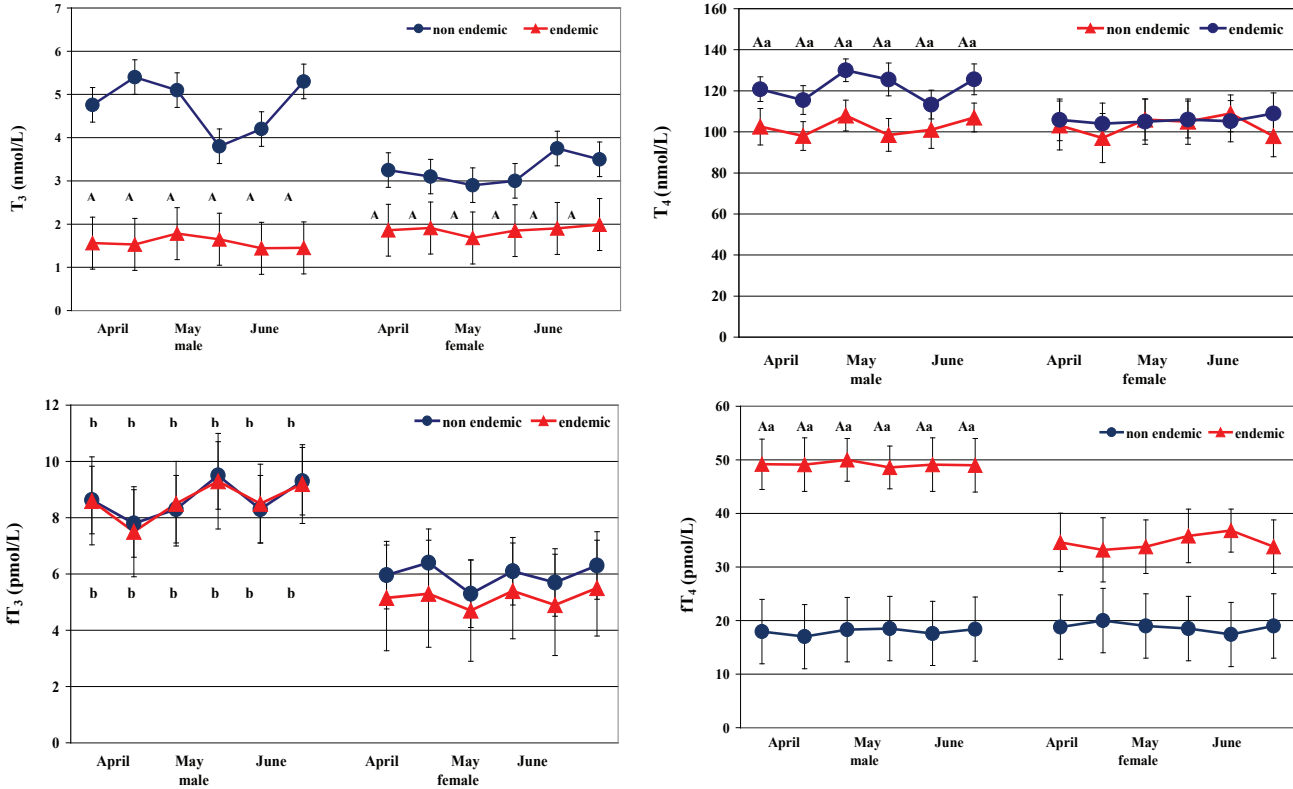 7
6
5
4
3
2
1
0
T3 (nmol/L)
non endemic endemic
A A A A A A
A A A A A A
April May June April May June
male female
160
140
120
100
80
60
40
20
0
T4 (nmol/L)
non endemic endemic
Aa Aa Aa Aa Aa Aa
April May June April May June
male female
12
10
8
6
4
2
0
fT3 (pmol/L)
non endemic endemic
b b b b b b
b b b b b b
April May June April May June
male female
60
50
40
30
20
10
0
fT4 (pmol/L)
non endemic endemic
Aa Aa Aa Aa Aa Aa
April May June April May June
male female